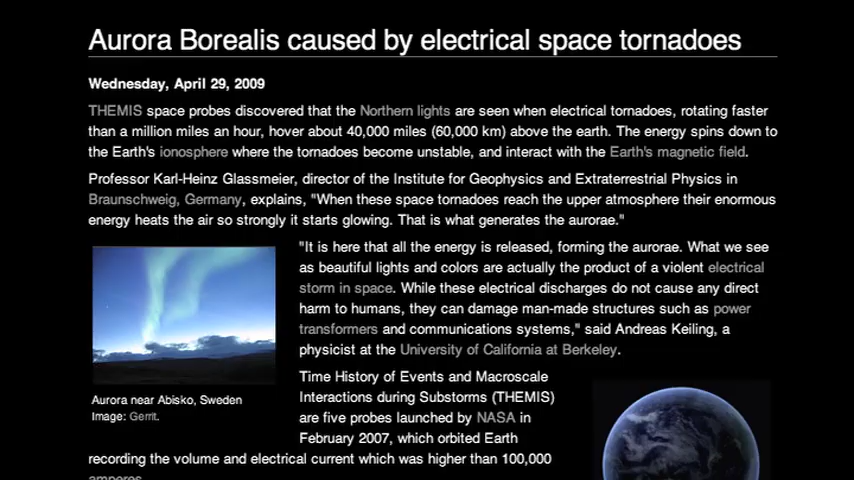 Aurora Borealis caused by electrical space tornadoes
Wednesday, April 29, 2009
THEMIS space probes discovered that the Northern lights are seen when electrical tornadoes, rotating faster
than a million miles an hour, hover about 40,000 miles (60,000 km) above the earth. The energy spins down to
the Earth's ionosphere where the tornadoes become unstable, and interact with the Earth's magnetic field.
Professor Karl-Heinz Glassmeier, director of the Institute for Geophysics and Extraterrestrial Physics in
Braunschweig, Germany, explains, "When these space tornadoes reach the upper atmosphere their enormous
energy heats the air so strongly it starts glowing. That is what generates the aurorae."
"It is here that all the energy is released, forming the aurorae. What we see
as beautiful lights and colors are actually the product of a violent electrical
storm in space. While these electrical discharges do not cause any direct
harm to humans, they can damage man-made structures such as power
transformers and communications systems," said Andreas Keiling, a
physicist at the University of California at Berkeley.
Aurora near Abisko, Sweden
Image: Gerrit.
Time History of Events and Macroscale
Interactions during Substorms (THEMIS)
are five probes launched by NASA in
February 2007, which orbited Earth
recording the volume and electrical current which was higher than 100,000
amperes.